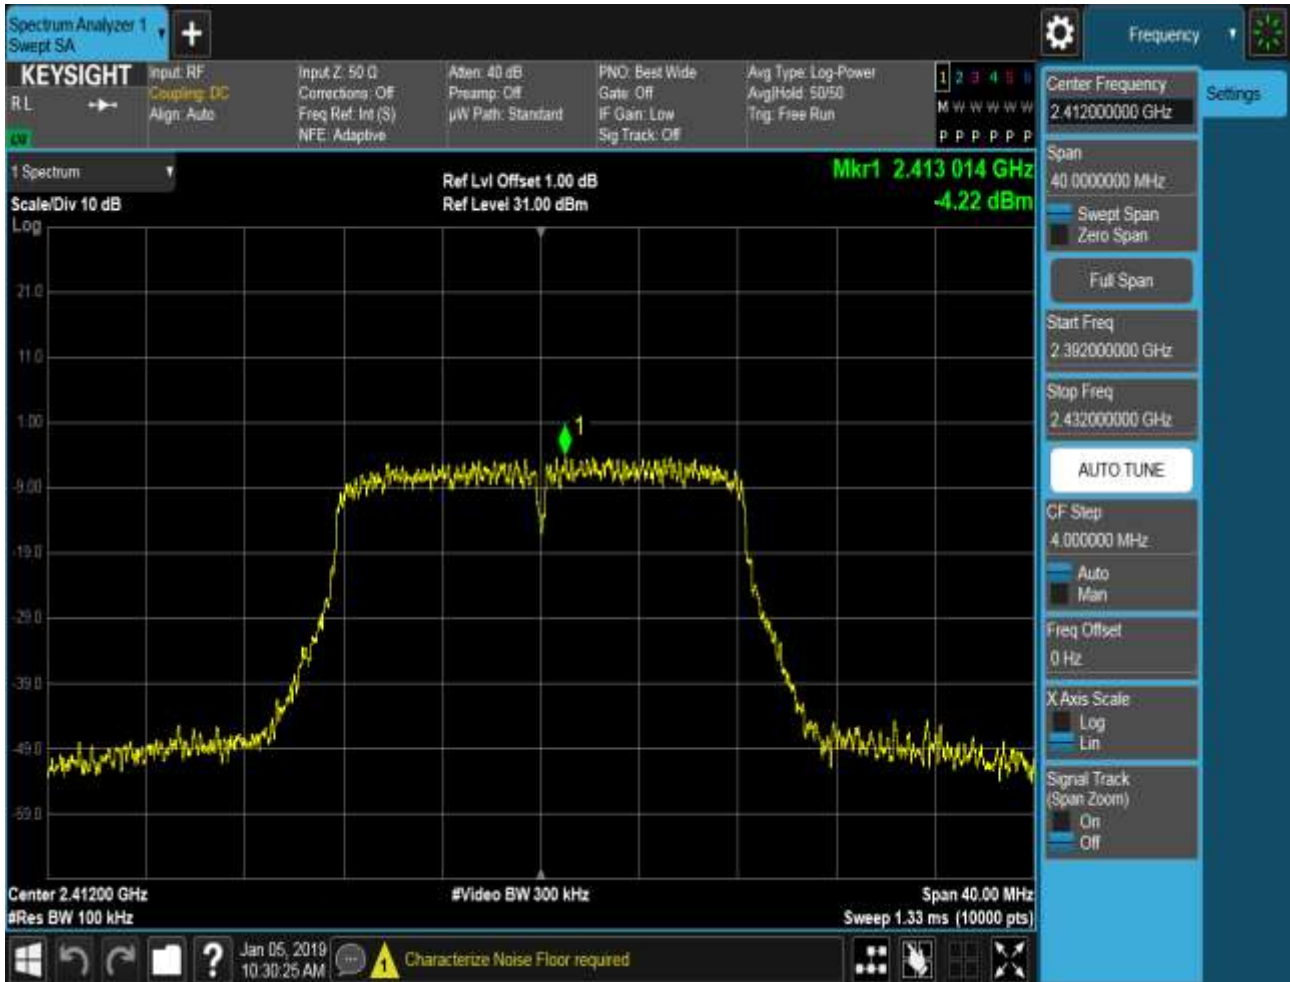 Spectrum Analyzer 1
Swept SA
+
Frequency
KEYSIGHT
RL
Input: RF
Coupling: DC
Align: Auto
Input Z: 50 Ω
Corrections: Off
Freq Ref: Int (S)
NFE: Adaptive
Atten: 40 dB
Preamp: Off
µW Path: Standard
PNO: Best Wide
Gate: Off
IF Gain: Low
Sig Track: Off
Avg Type: Log-Power
Avg|Hold: 50/50
Trig: Free Run
1 2 3 4 5 6
M W W W W W
P P P P P P
Center Frequency
2.412000000 GHz
Settings
Span
40.0000000 MHz
Swept Span
Zero Span
Full Span
Start Freq
2.392000000 GHz
Stop Freq
2.432000000 GHz
AUTO TUNE
CF Step
4.000000 MHz
Auto
Man
Freq Offset
0 Hz
X Axis Scale
Log
Lin
Signal Track
(Span Zoom)
On
Off
1 Spectrum
Scale/Div 10 dB
Log
Ref Lvl Offset 1.00 dB
Ref Level 31.00 dBm
Mkr1 2.413 014 GHz
-4.22 dBm
21.0
11.0
1.00
-9.00
-19.0
-29.0
-39.0
-49.0
-59.0
1
Center 2.41200 GHz
#Res BW 100 kHz
#Video BW 300 kHz
Span 40.00 MHz
Sweep 1.33 ms (10000 pts)
?
Jan 05, 2019
10:30:25 AM
Characterize Noise Floor required